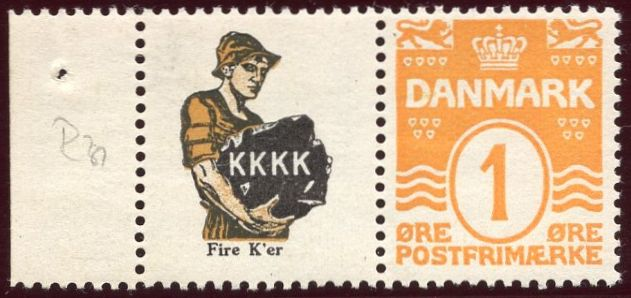 KKKK
Fire K'er
DANMARK
1
ØRE ØRE
POSTFRIMÆRKE